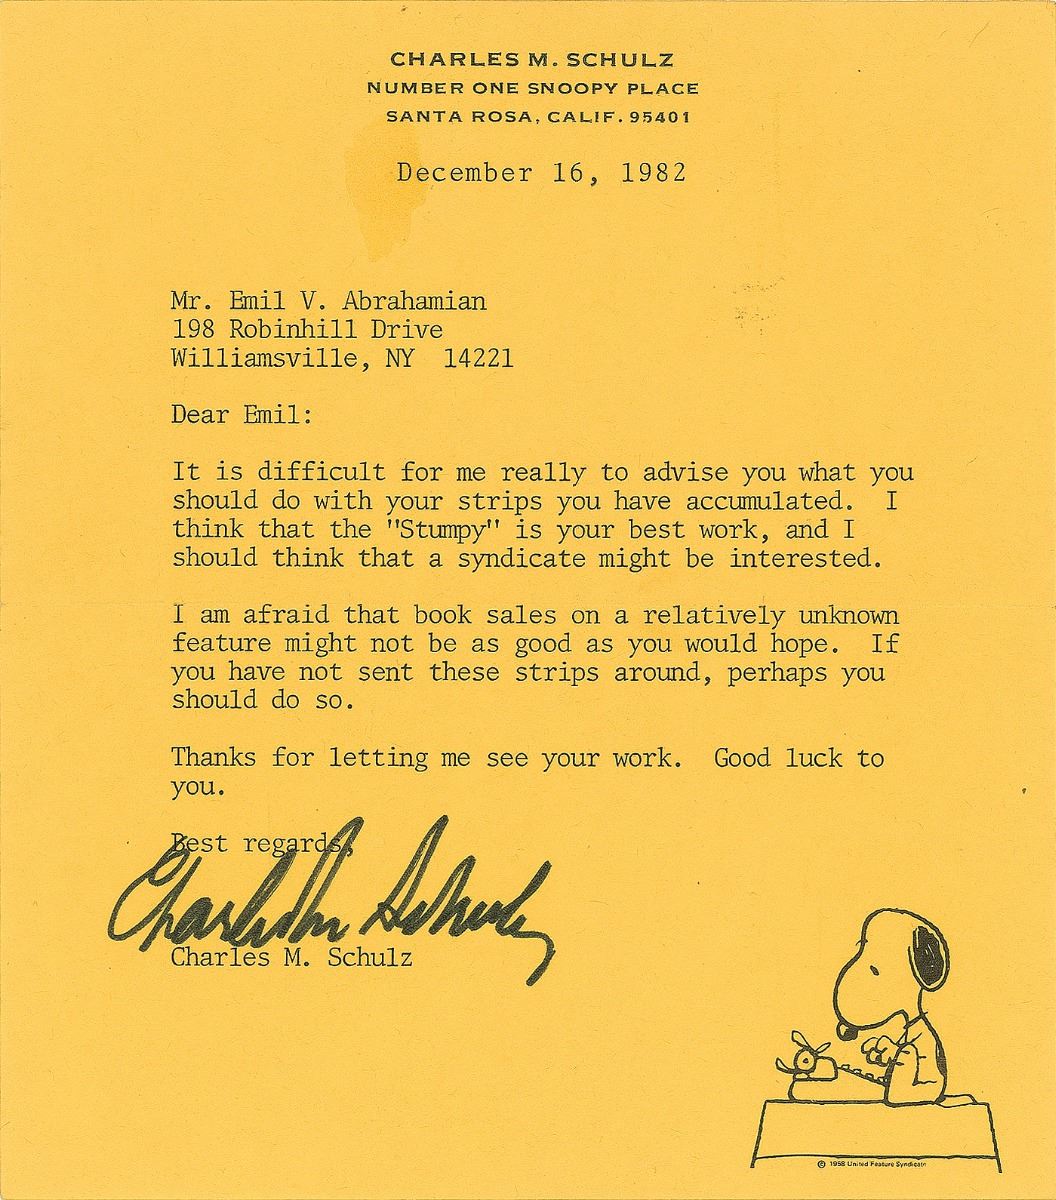 CHARLES M. SCHULZ
NUMBER ONE SNOOPY PLACE
SANTA ROSA, CALIF. 95401
December 16, 1982
Mr. Emil V. Abrahamian
198 Robinhill Drive
Williamsville, NY 14221
Dear Emil:
It is difficult for me really to advise you what you
should do with your strips you have accumulated. I
think that the "Stumpy" is your best work, and I
should think that a syndicate might be interested.
I am afraid that book sales on a relatively unknown
feature might not be as good as you would hope. If
you have not sent these strips around, perhaps you
should do so.
Thanks for letting me see your work. Good luck to
you.
Best regards,
Charles M Schulz
Charles M. Schulz
© 1958 United Feature Syndicate